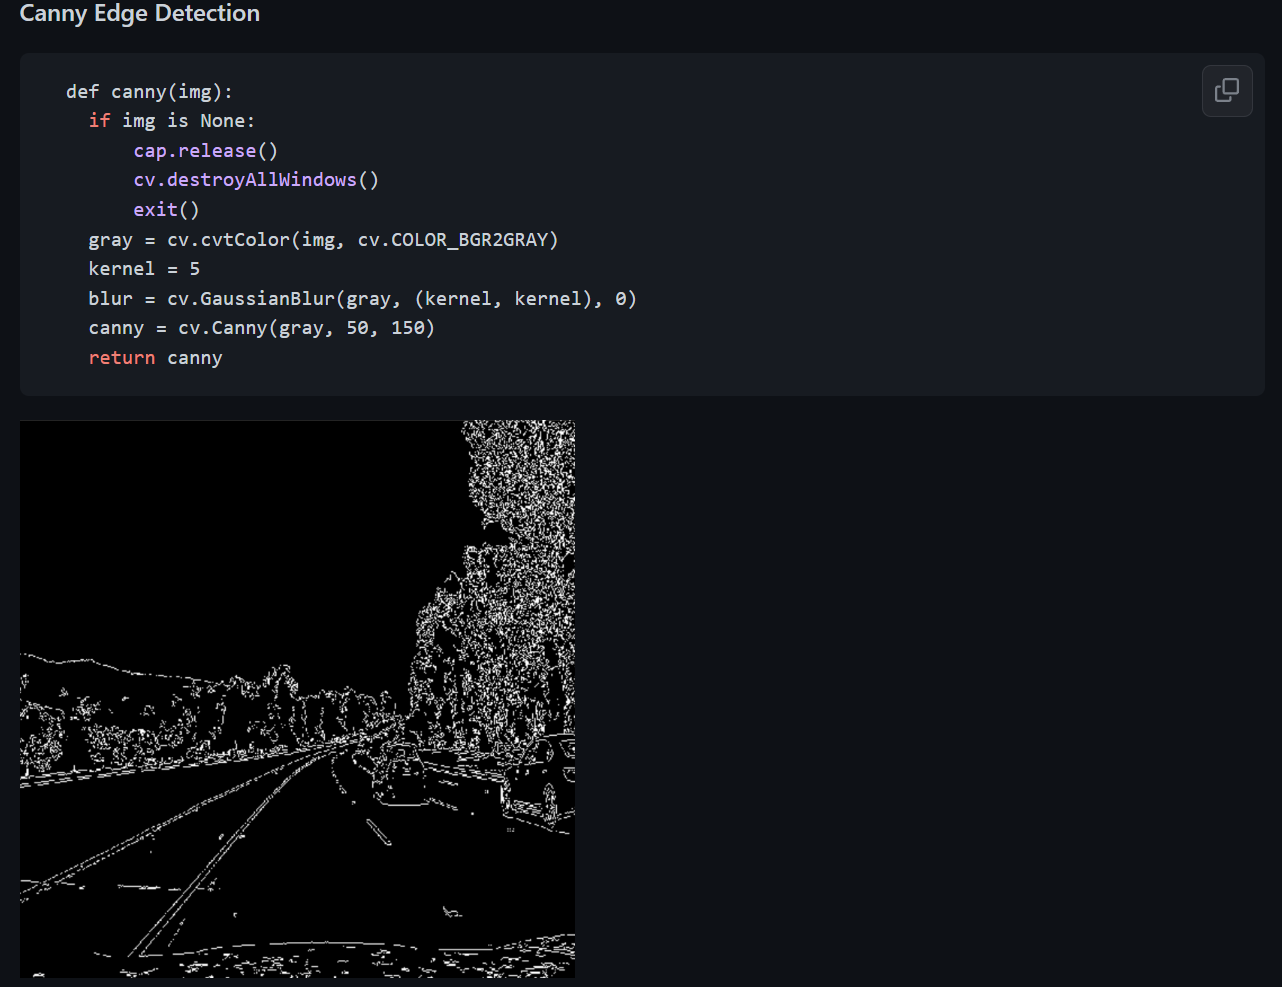 Canny Edge Detection
def canny(img):
if img is None:
cap.release()
cv.destroyAllWindows()
exit()
gray = cv.cvtColor(img, cv.COLOR_BGR2GRAY)
kernel = 5
blur = cv.GaussianBlur(gray, (kernel, kernel), 0)
canny = cv.Canny(gray, 50, 150)
return canny